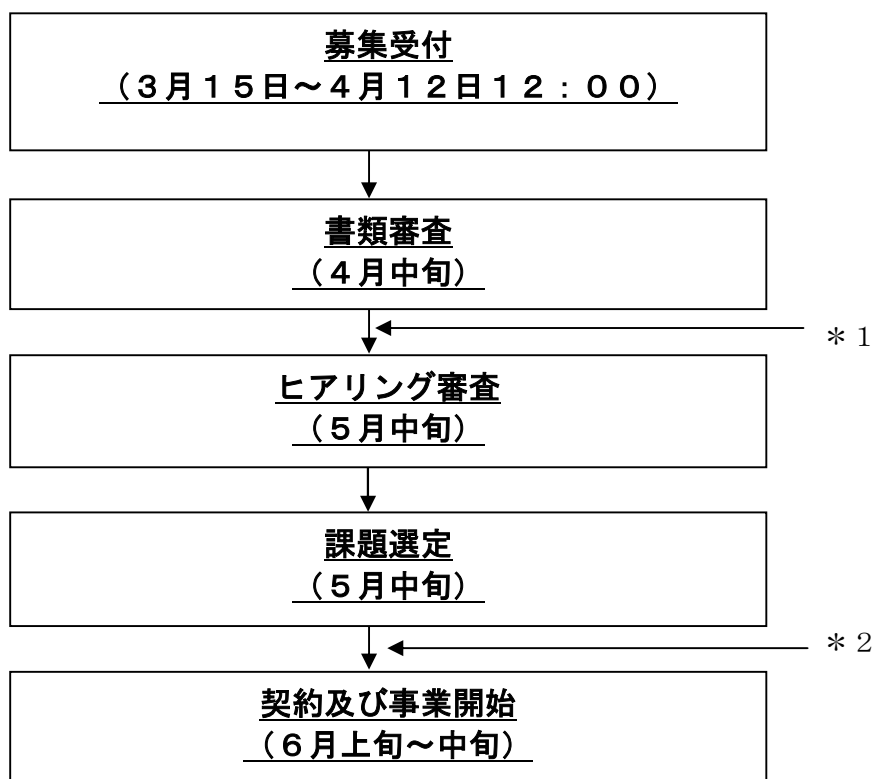 募集受付
（３月１５日～４月１２日１２：００）
書類審査
（４月中旬）
＊１
ヒアリング審査
（５月中旬）
課題選定
（５月中旬）
＊２
契約及び事業開始
（６月上旬～中旬）